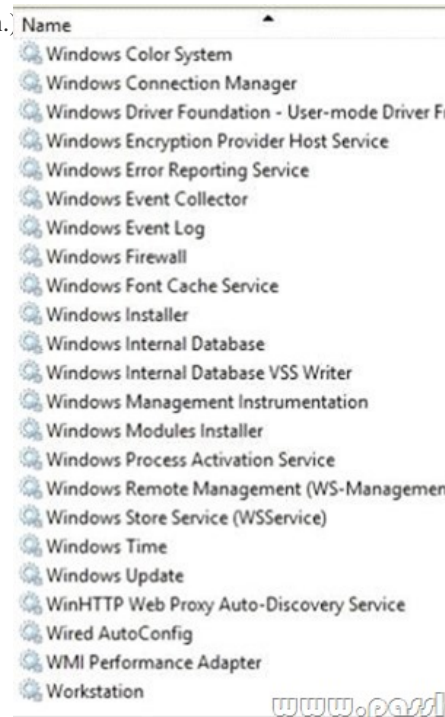 n.)
Name
Windows Color System
Windows Connection Manager
Windows Driver Foundation - User-mode Driver Fr
Windows Encryption Provider Host Service
Windows Error Reporting Service
Windows Event Collector
Windows Event Log
Windows Firewall
Windows Font Cache Service
Windows Installer
Windows Internal Database
Windows Internal Database VSS Writer
Windows Management Instrumentation
Windows Modules Installer
Windows Process Activation Service
Windows Remote Management (WS-Managemen
Windows Store Service (WSService)
Windows Time
Windows Update
WinHTTP Web Proxy Auto-Discovery Service
Wired AutoConfig
WMI Performance Adapter
Workstation